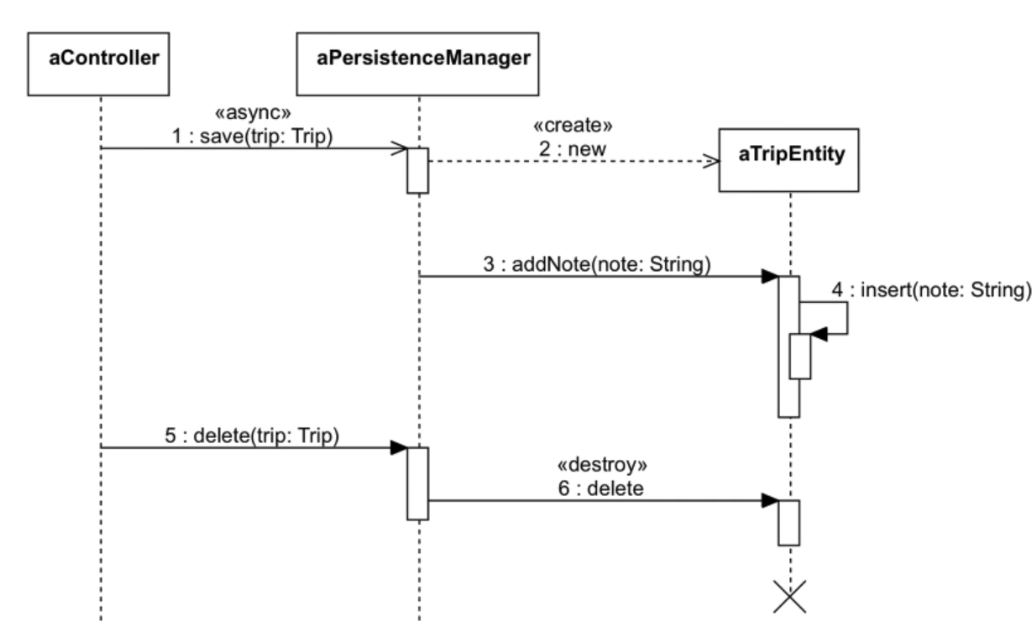 aController
aPersistenceManager
«async»
1 : save(trip: Trip)
«create»
2 : new
aTripEntity
3 : addNote(note: String)
4 : insert(note: String)
5 : delete(trip: Trip)
«destroy»
6 : delete